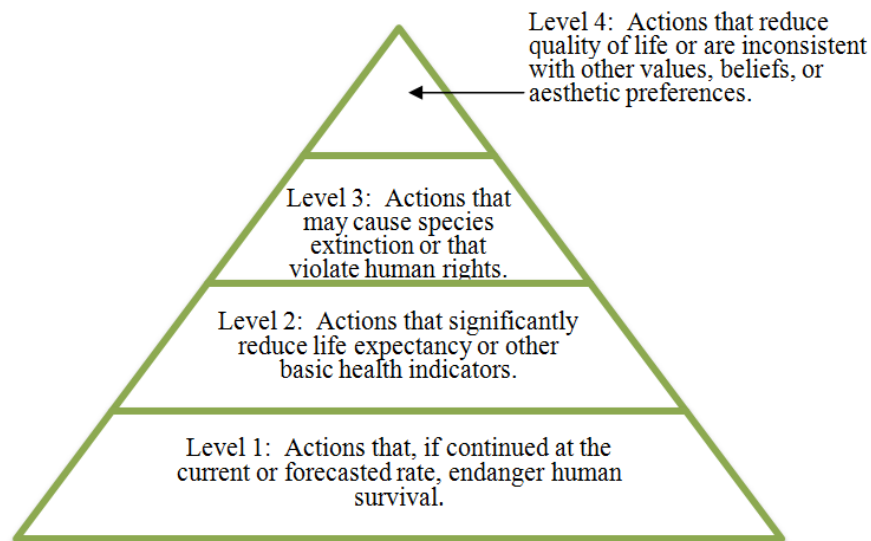 Level 4:  Actions that reduce
quality of life or are inconsistent
with other values, beliefs, or
aesthetic preferences.
Level 3:  Actions that
may cause species
extinction or that
violate human rights.
Level 2:  Actions that significantly
reduce life expectancy or other
basic health indicators.
Level 1:  Actions that, if continued at the
current or forecasted rate, endanger human
survival.